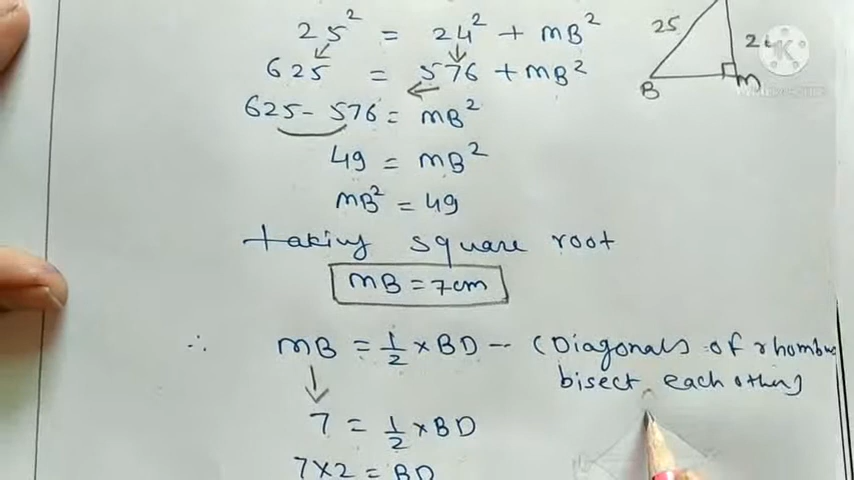 25² = 24² + MB²
25
24
625 = 576 + MB²
B
M
625 - 576 = MB²
49 = MB²
MB² = 49
taking square root
MB = 7cm
∴ MB = 1/2 × BD -- (Diagonals of rhombus
bisect each other)
7 = 1/2 × BD
7×2 = BD